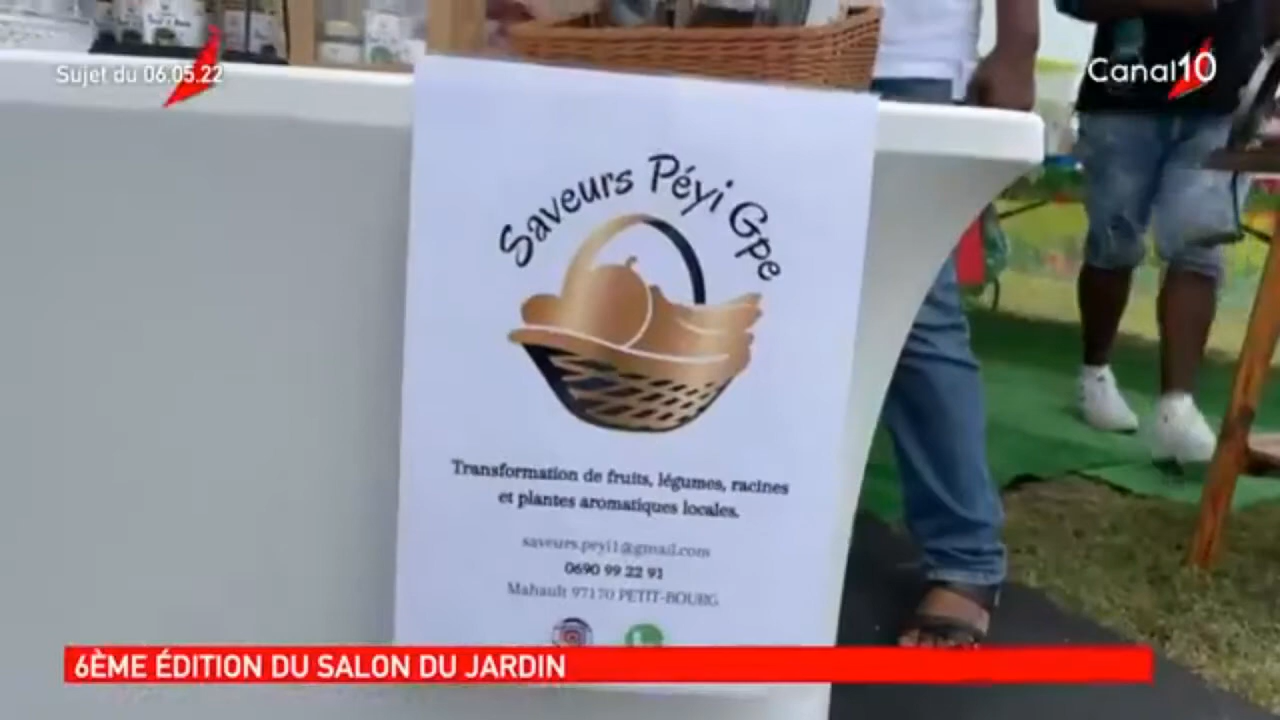 Sujet du 06.05.22
Canal10
Saveurs Péyi Gpe
Transformation de fruits, légumes, racines
et plantes aromatiques locales.
saveurs.peyi1@gmail.com
0690 99 22 91
Mahault 97170 PETIT-BOURG
6ÈME ÉDITION DU SALON DU JARDIN